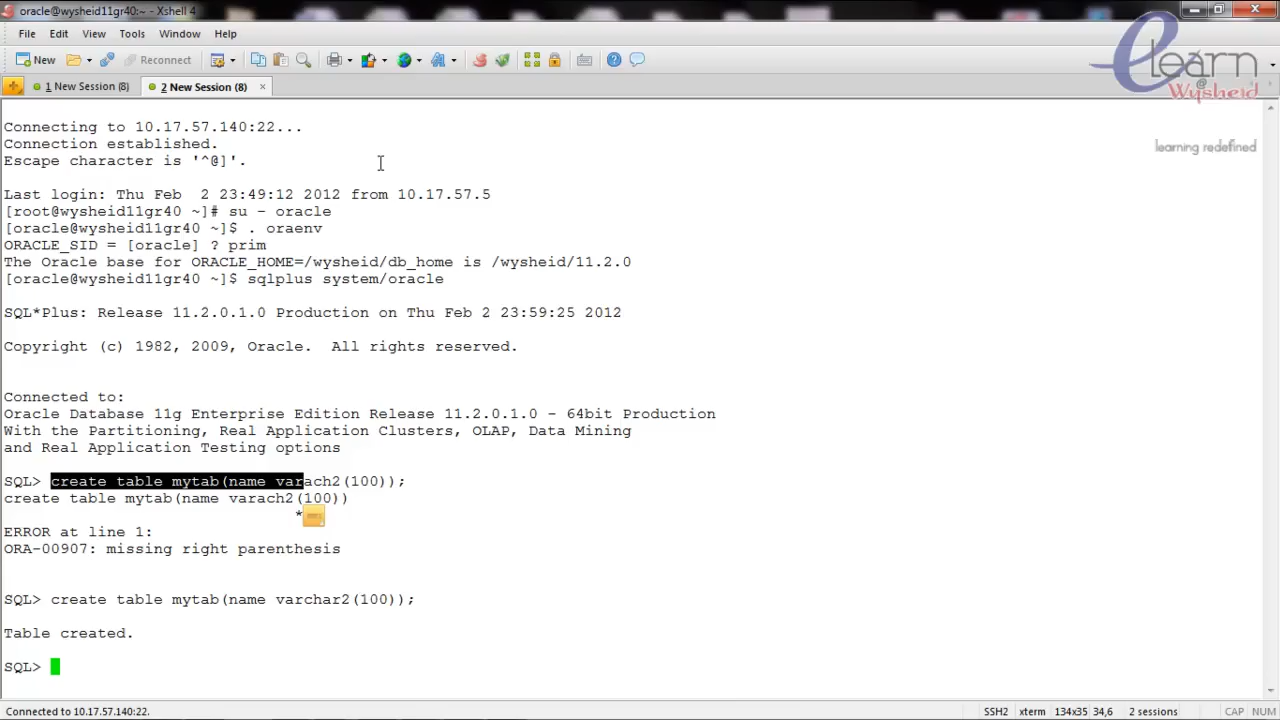 oracle@wysheid11gr40:~ - Xshell 4
File Edit View Tools Window Help
New Reconnect
1 New Session (8) 2 New Session (8)
elearn
@
Wysheid
learning redefined
Connecting to 10.17.57.140:22...
Connection established.
Escape character is '^@]'.
Last login: Thu Feb  2 23:49:12 2012 from 10.17.57.5
[root@wysheid11gr40 ~]# su - oracle
[oracle@wysheid11gr40 ~]$ . oraenv
ORACLE_SID = [oracle] ? prim
The Oracle base for ORACLE_HOME=/wysheid/db_home is /wysheid/11.2.0
[oracle@wysheid11gr40 ~]$ sqlplus system/oracle
SQL*Plus: Release 11.2.0.1.0 Production on Thu Feb 2 23:59:25 2012
Copyright (c) 1982, 2009, Oracle.  All rights reserved.
Connected to:
Oracle Database 11g Enterprise Edition Release 11.2.0.1.0 - 64bit Production
With the Partitioning, Real Application Clusters, OLAP, Data Mining
and Real Application Testing options
SQL> create table mytab(name varach2(100));
create table mytab(name varach2(100))
*
ERROR at line 1:
ORA-00907: missing right parenthesis
SQL> create table mytab(name varchar2(100));
Table created.
SQL>
Connected to 10.17.57.140:22. SSH2 xterm 134x35 34,6 2 sessions CAP NUM